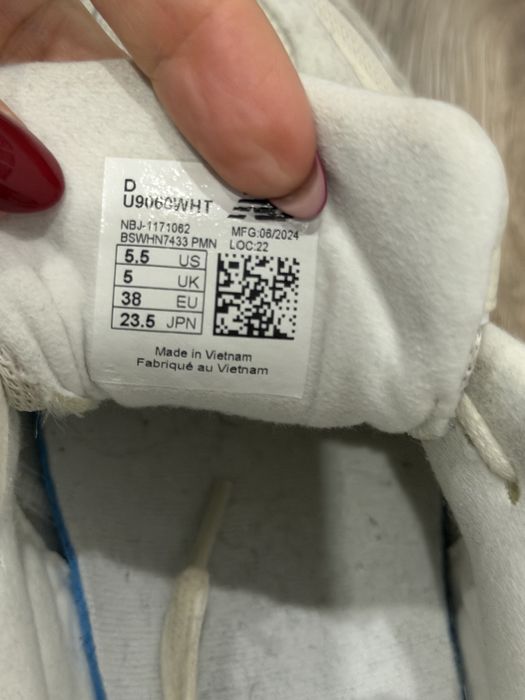 D
U9060WHT
NBJ-1171062 MFG:06/2024
BSWHN7433 PMN LOC:22
5.5 US
5 UK
38 EU
23.5 JPN
Made in Vietnam
Fabriqué au Vietnam